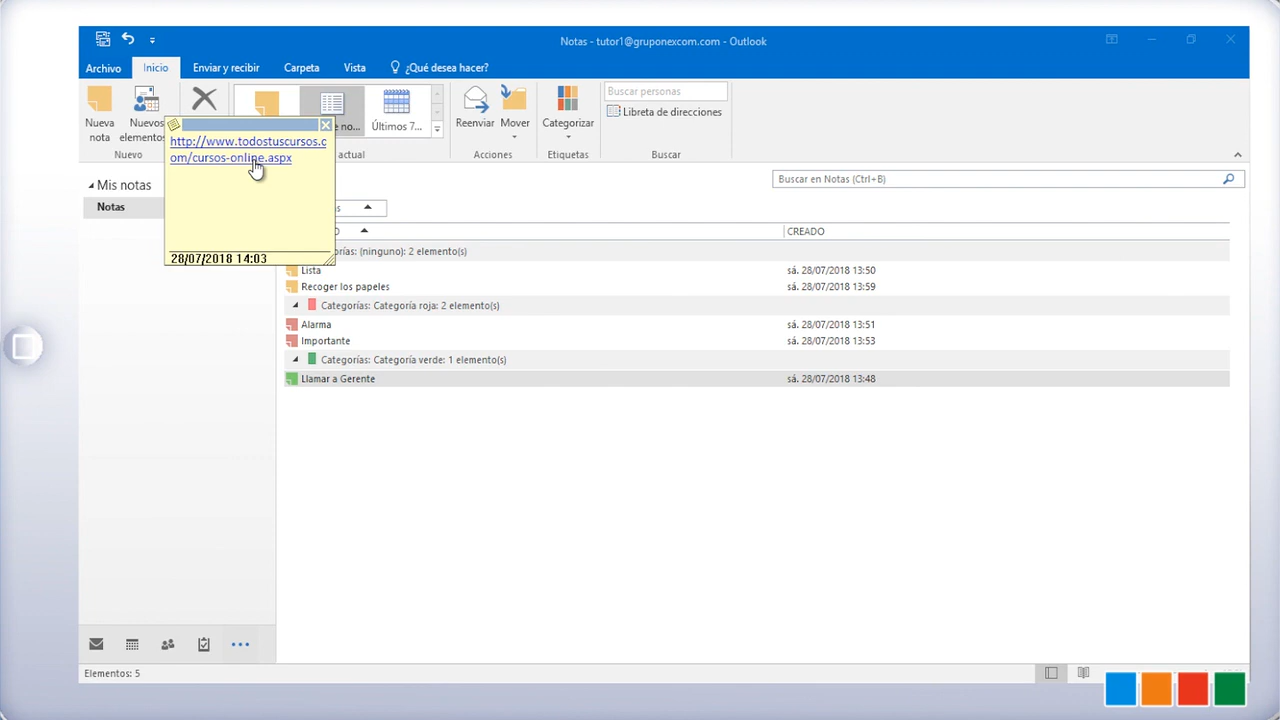 Notas - tutor1@gruponexcom.com - Outlook
Archivo Inicio Enviar y recibir Carpeta Vista ¿Qué desea hacer?
Nueva nota
Nuevos elementos
e no... Últimos 7...
Reenviar Mover Categorizar
Buscar personas
Libreta de direcciones
Nuevo actual Acciones Etiquetas Buscar
http://www.todostuscursos.c
om/cursos-online.aspx
28/07/2018 14:03
Mis notas
Notas
Buscar en Notas (Ctrl+B)
CREADO
(ninguno): 2 elemento(s)
Lista sá. 28/07/2018 13:50
Recoger los papeles sá. 28/07/2018 13:59
Categorías: Categoría roja: 2 elemento(s)
Alarma sá. 28/07/2018 13:51
Importante sá. 28/07/2018 13:53
Categorías: Categoría verde: 1 elemento(s)
Llamar a Gerente sá. 28/07/2018 13:48
Elementos: 5